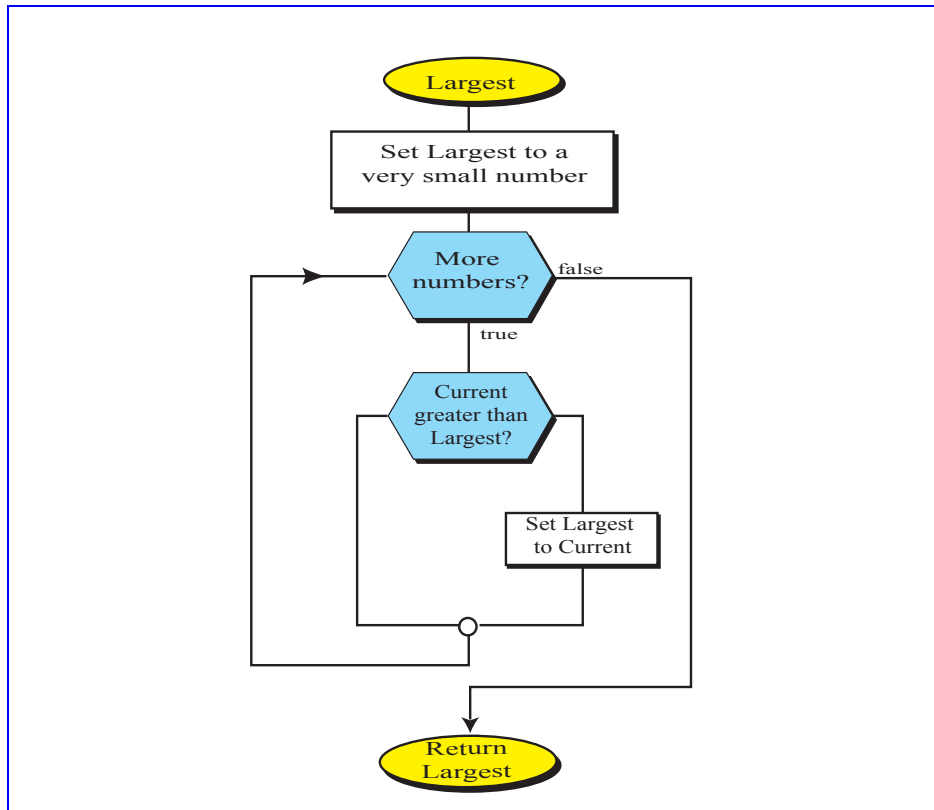 Largest
Set Largest to a
very small number
More
numbers?
false
true
Current
greater than
Largest?
Set Largest
to Current
Return
Largest